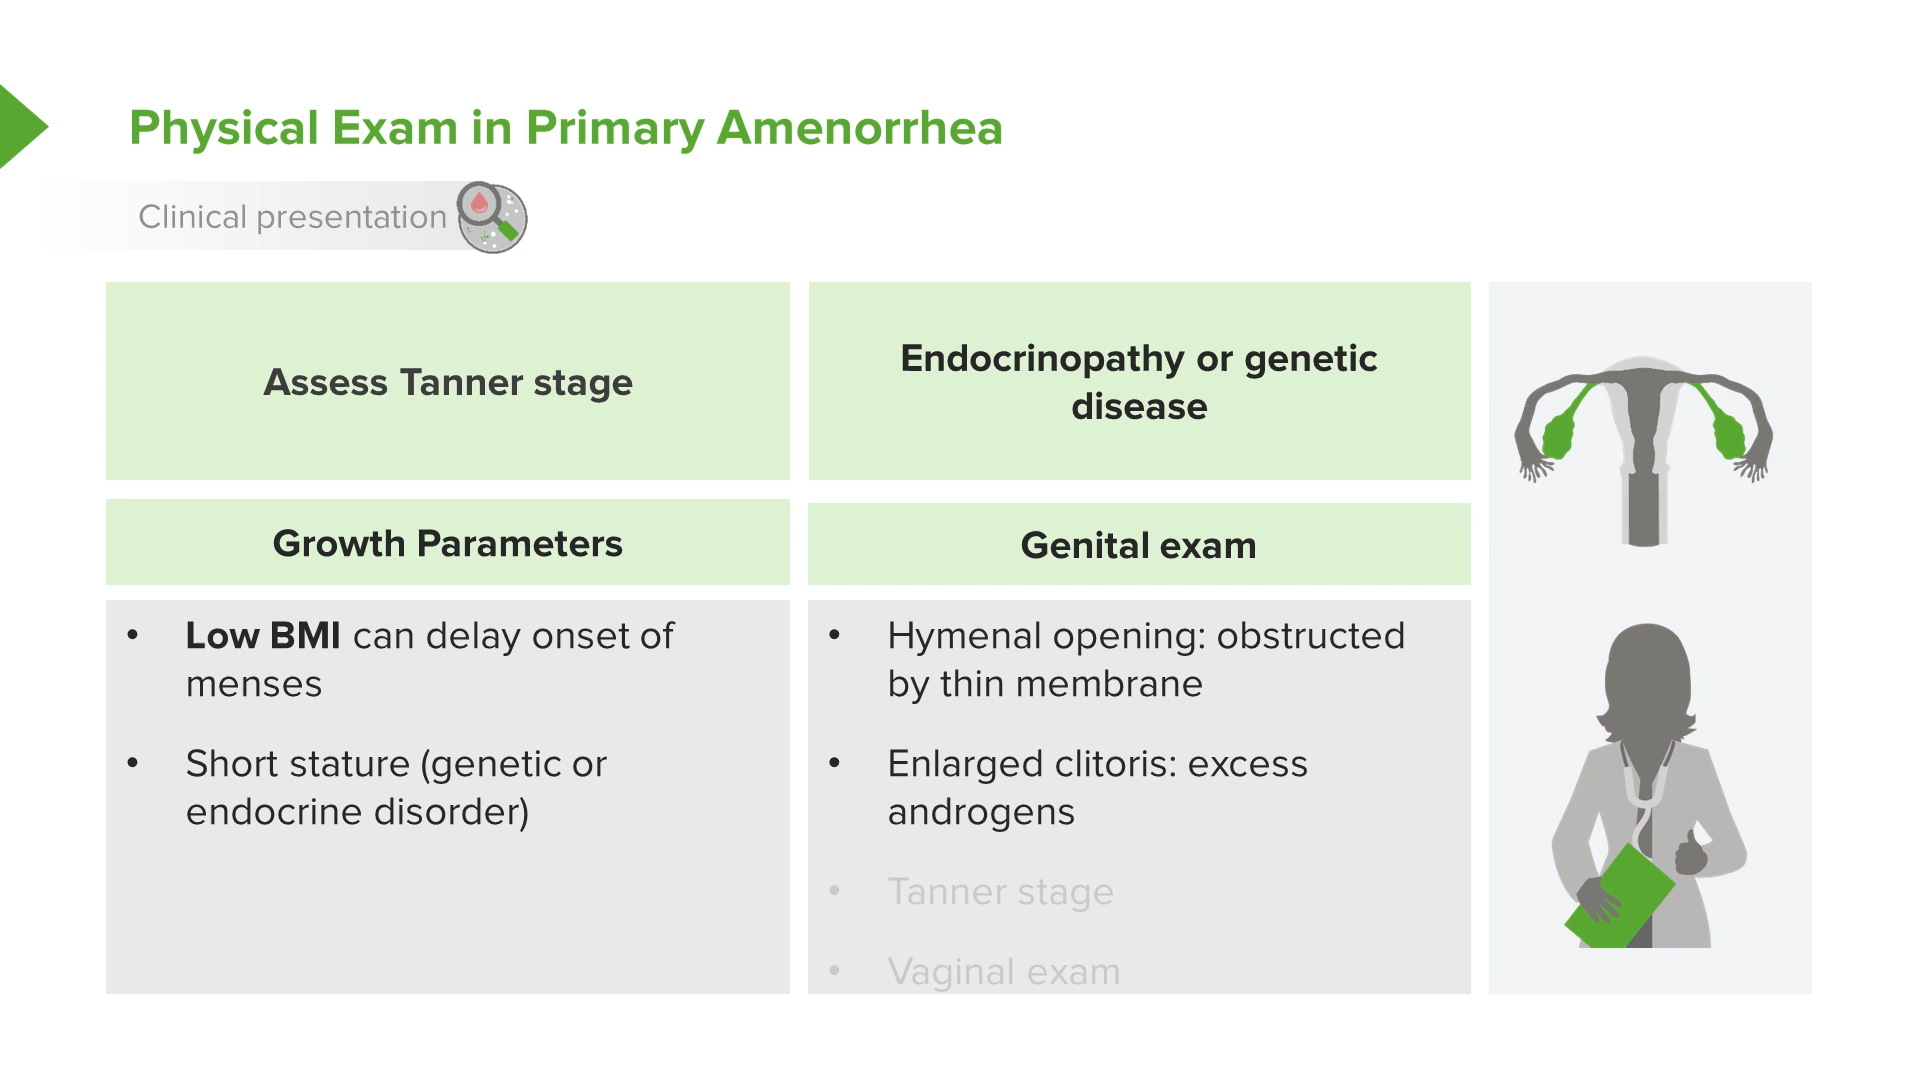 Physical Exam in Primary Amenorrhea
Clinical presentation
Assess Tanner stage
Endocrinopathy or genetic
disease
Growth Parameters
Genital exam
• Low BMI can delay onset of
menses
• Short stature (genetic or
endocrine disorder)
• Hymenal opening: obstructed
by thin membrane
• Enlarged clitoris: excess
androgens
• Tanner stage
• Vaginal exam